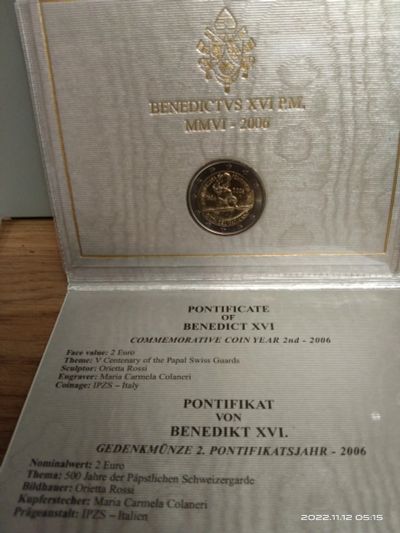 BENEDICTVS XVI P.M.
MMVI - 2006
PONTIFICATE
OF
BENEDICT XVI
COMMEMORATIVE COIN YEAR 2nd - 2006
Face value: 2 Euro
Theme: V Centenary of the Papal Swiss Guards
Sculptor: Orietta Rossi
Engraver: Maria Carmela Colaneri
Coinage: IPZS – Italy
PONTIFIKAT
VON
BENEDIKT XVI.
GEDENKMÜNZE 2. PONTIFIKATSJAHR - 2006
Nominalwert: 2 Euro
Thema: 500 Jahre der Päpstlichen Schweizergarde
Bildhauer: Orietta Rossi
Kupferstecher: Maria Carmela Colaneri
Prägeanstalt: IPZS – Italien
2022.11.12 05:15